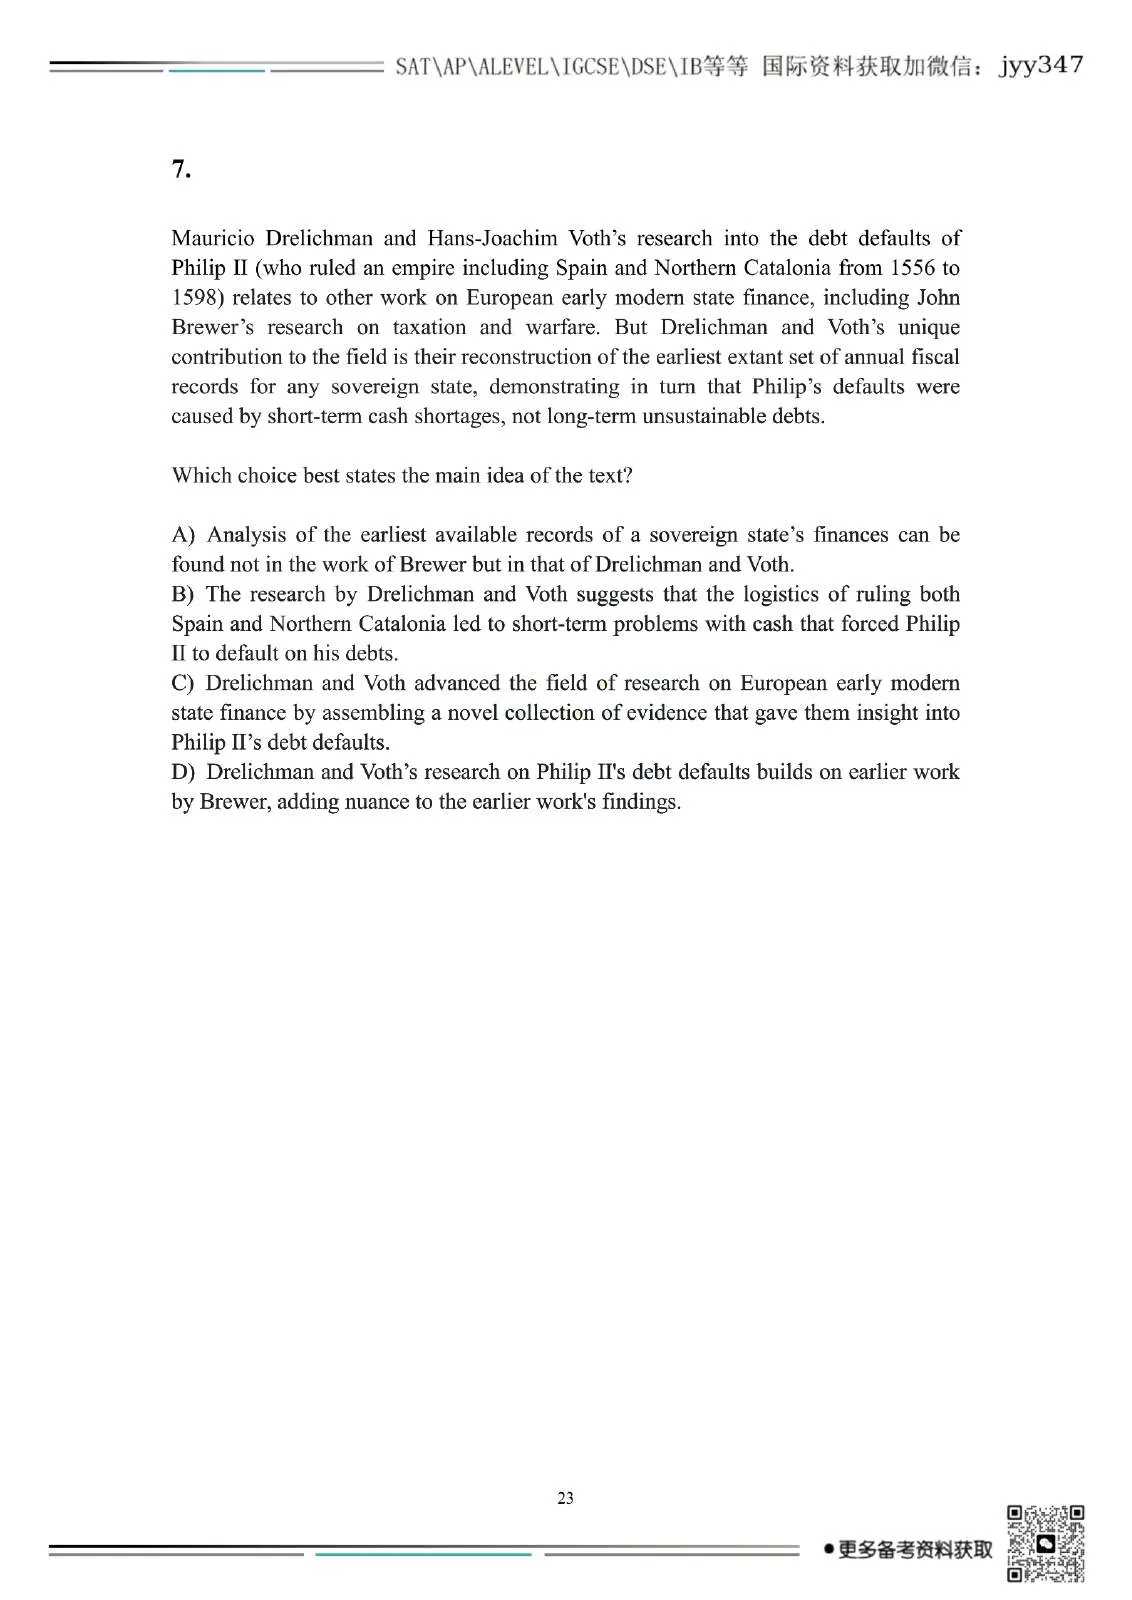 SAT\AP\ALEVEL\IGCSE\DSE\IB等等 国际资料获取加微信: jyy347
7.
Mauricio Drelichman and Hans-Joachim Voth’s research into the debt defaults of
Philip II (who ruled an empire including Spain and Northern Catalonia from 1556 to
1598) relates to other work on European early modern state finance, including John
Brewer’s research on taxation and warfare. But Drelichman and Voth’s unique
contribution to the field is their reconstruction of the earliest extant set of annual fiscal
records for any sovereign state, demonstrating in turn that Philip’s defaults were
caused by short-term cash shortages, not long-term unsustainable debts.
Which choice best states the main idea of the text?
A) Analysis of the earliest available records of a sovereign state’s finances can be
found not in the work of Brewer but in that of Drelichman and Voth.
B) The research by Drelichman and Voth suggests that the logistics of ruling both
Spain and Northern Catalonia led to short-term problems with cash that forced Philip
II to default on his debts.
C) Drelichman and Voth advanced the field of research on European early modern
state finance by assembling a novel collection of evidence that gave them insight into
Philip II’s debt defaults.
D) Drelichman and Voth’s research on Philip II's debt defaults builds on earlier work
by Brewer, adding nuance to the earlier work's findings.
23
●更多备考资料获取